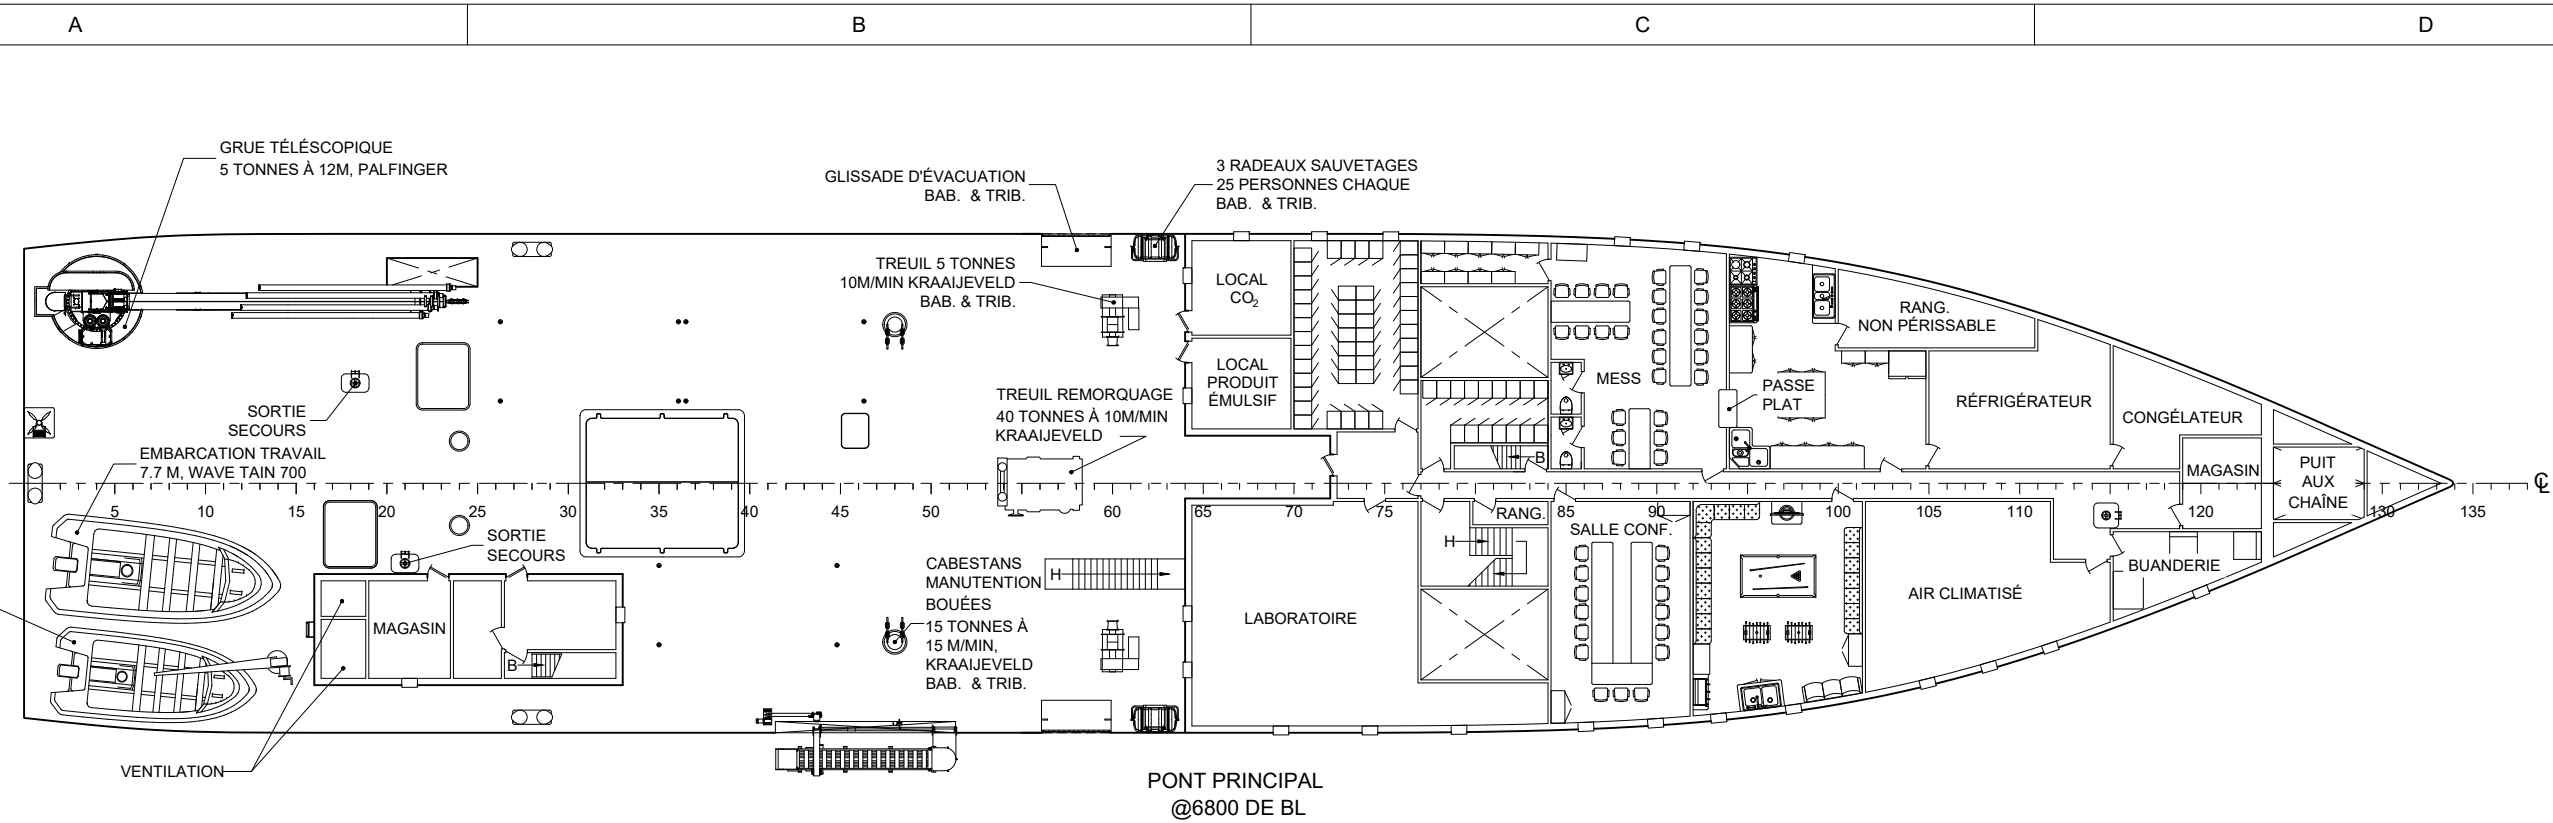 A
B
C
D
GRUE TÉLÉSCOPIQUE
5 TONNES À 12M, PALFINGER
GLISSADE D'ÉVACUATION
BAB. & TRIB.
3 RADEAUX SAUVETAGES
25 PERSONNES CHAQUE
BAB. & TRIB.
TREUIL 5 TONNES
10M/MIN KRAAIJEVELD
BAB. & TRIB.
LOCAL
CO2
LOCAL
PRODUIT
ÉMULSIF
MESS
PASSE
PLAT
RANG.
NON PÉRISSABLE
RÉFRIGÉRATEUR
CONGÉLATEUR
MAGASIN
PUIT
AUX
CHAÎNE
SORTIE
SECOURS
TREUIL REMORQUAGE
40 TONNES À 10M/MIN
KRAAIJEVELD
EMBARCATION TRAVAIL
7.7 M, WAVE TAIN 700
B
℄
5
10
15
20
25
30
35
40
45
50
60
65
70
75
85
90
100
105
110
120
130
135
SORTIE
SECOURS
RANG.
SALLE CONF.
H
H
CABESTANS
MANUTENTION
BOUÉES
15 TONNES À
15 M/MIN,
KRAAIJEVELD
BAB. & TRIB.
LABORATOIRE
AIR CLIMATISÉ
BUANDERIE
MAGASIN
B
VENTILATION
PONT PRINCIPAL
@6800 DE BL